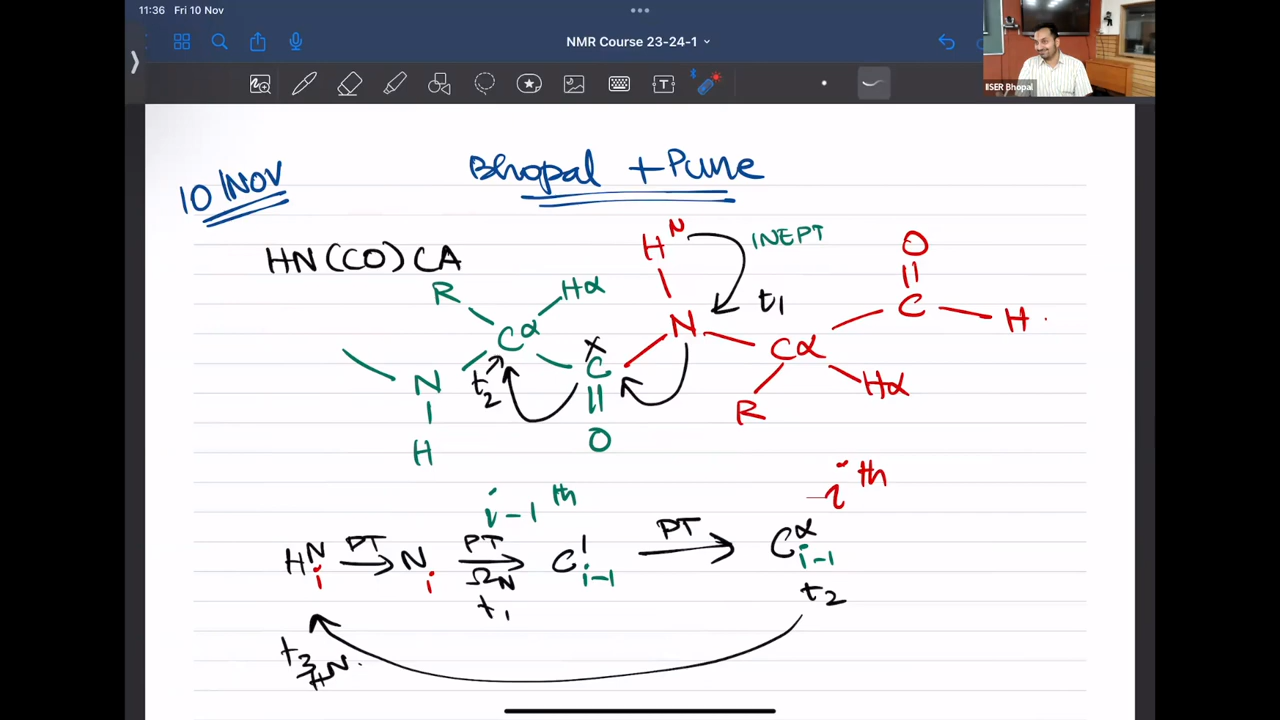 11:36 Fri 10 Nov
NMR Course 23-24-1
IISER Bhopal
10 Nov
Bhopal + Pune
HN(CO)CA
H^N
INEPT
O
R
Hα
t₁
C
H
N
Cα
Cα
X
C
N
t₂
Hα
R
O
H
i-1 th
i th
H^N_i PT N_i PT Ω_N t₁ C'_i-1 PT C^α_i-1
t₂
t₃
HN